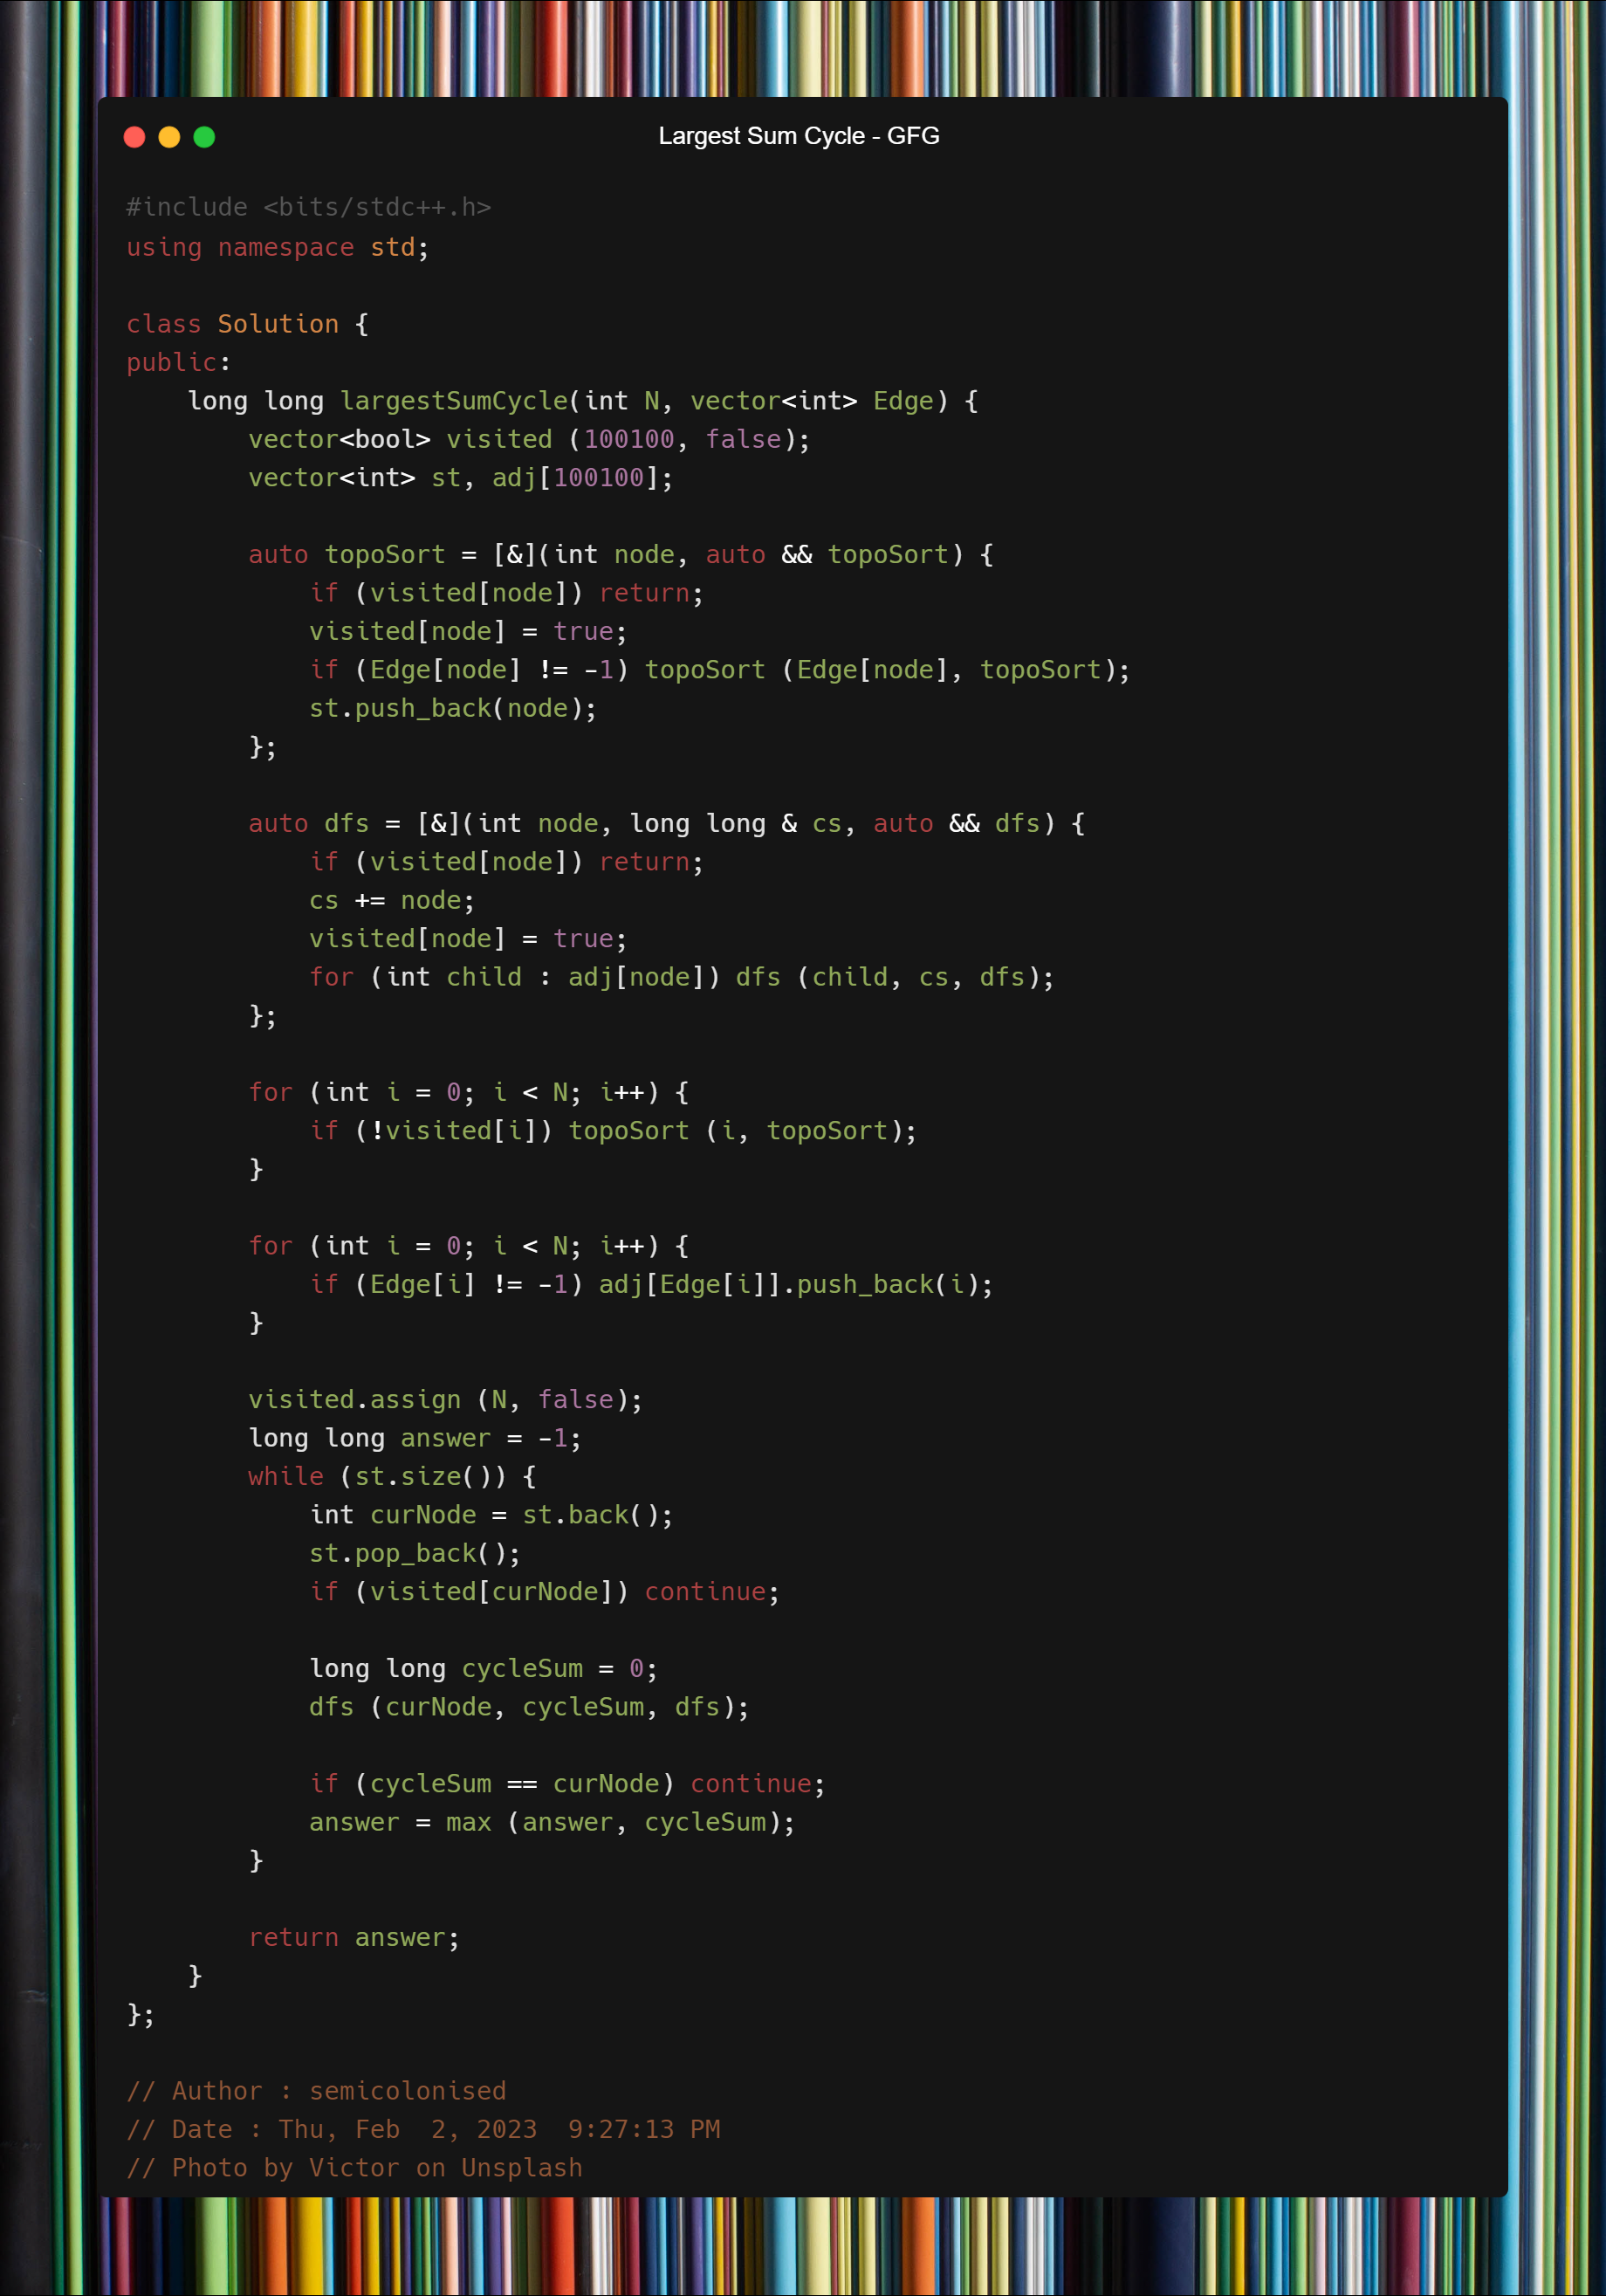 Largest Sum Cycle - GFG
#include <bits/stdc++.h>
using namespace std;

class Solution {
public:
    long long largestSumCycle(int N, vector<int> Edge) {
        vector<bool> visited (100100, false);
        vector<int> st, adj[100100];

        auto topoSort = [&](int node, auto && topoSort) {
            if (visited[node]) return;
            visited[node] = true;
            if (Edge[node] != -1) topoSort (Edge[node], topoSort);
            st.push_back(node);
        };

        auto dfs = [&](int node, long long & cs, auto && dfs) {
            if (visited[node]) return;
            cs += node;
            visited[node] = true;
            for (int child : adj[node]) dfs (child, cs, dfs);
        };

        for (int i = 0; i < N; i++) {
            if (!visited[i]) topoSort (i, topoSort);
        }

        for (int i = 0; i < N; i++) {
            if (Edge[i] != -1) adj[Edge[i]].push_back(i);
        }

        visited.assign (N, false);
        long long answer = -1;
        while (st.size()) {
            int curNode = st.back();
            st.pop_back();
            if (visited[curNode]) continue;

            long long cycleSum = 0;
            dfs (curNode, cycleSum, dfs);

            if (cycleSum == curNode) continue;
            answer = max (answer, cycleSum);
        }

        return answer;
    }
};

// Author : semicolonised
// Date : Thu, Feb  2, 2023  9:27:13 PM
// Photo by Victor on Unsplash